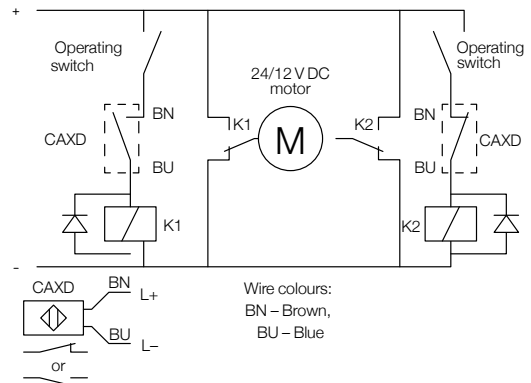 +
Operating
switch
24/12 V DC
motor
Operating
switch
BN
K1
M
K2
BN
CAXD
CAXD
BU
BU
K1
K2
-
CAXD
BN
L+
BU
L–
or
Wire colours:
BN – Brown,
BU – Blue